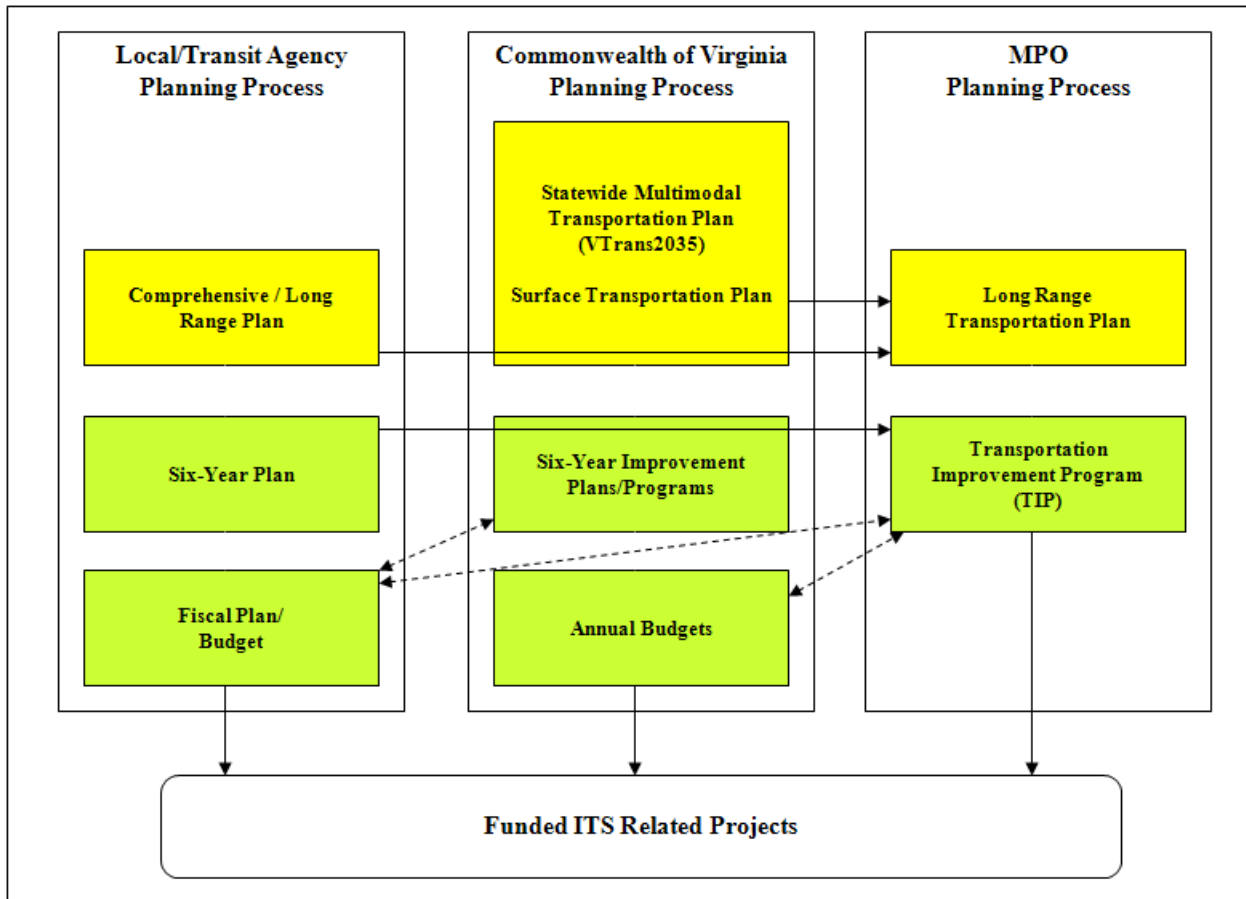 Local/Transit Agency
Planning Process
Commonwealth of Virginia
Planning Process
MPO
Planning Process
Statewide Multimodal
Transportation Plan
(VTrans2035)
Surface Transportation Plan
Comprehensive / Long
Range Plan
Long Range
Transportation Plan
Six-Year Plan
Six-Year Improvement
Plans/Programs
Transportation
Improvement Program
(TIP)
Fiscal Plan/
Budget
Annual Budgets
Funded ITS Related Projects